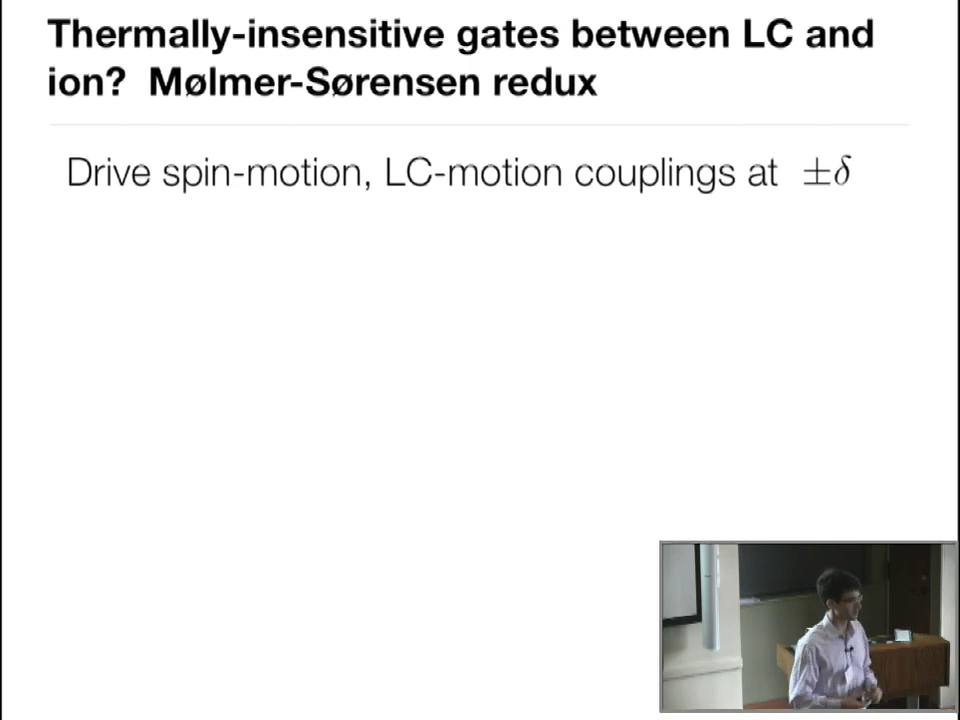 Thermally-insensitive gates between LC and
ion? Mølmer-Sørensen redux
Drive spin-motion, LC-motion couplings at ±δ